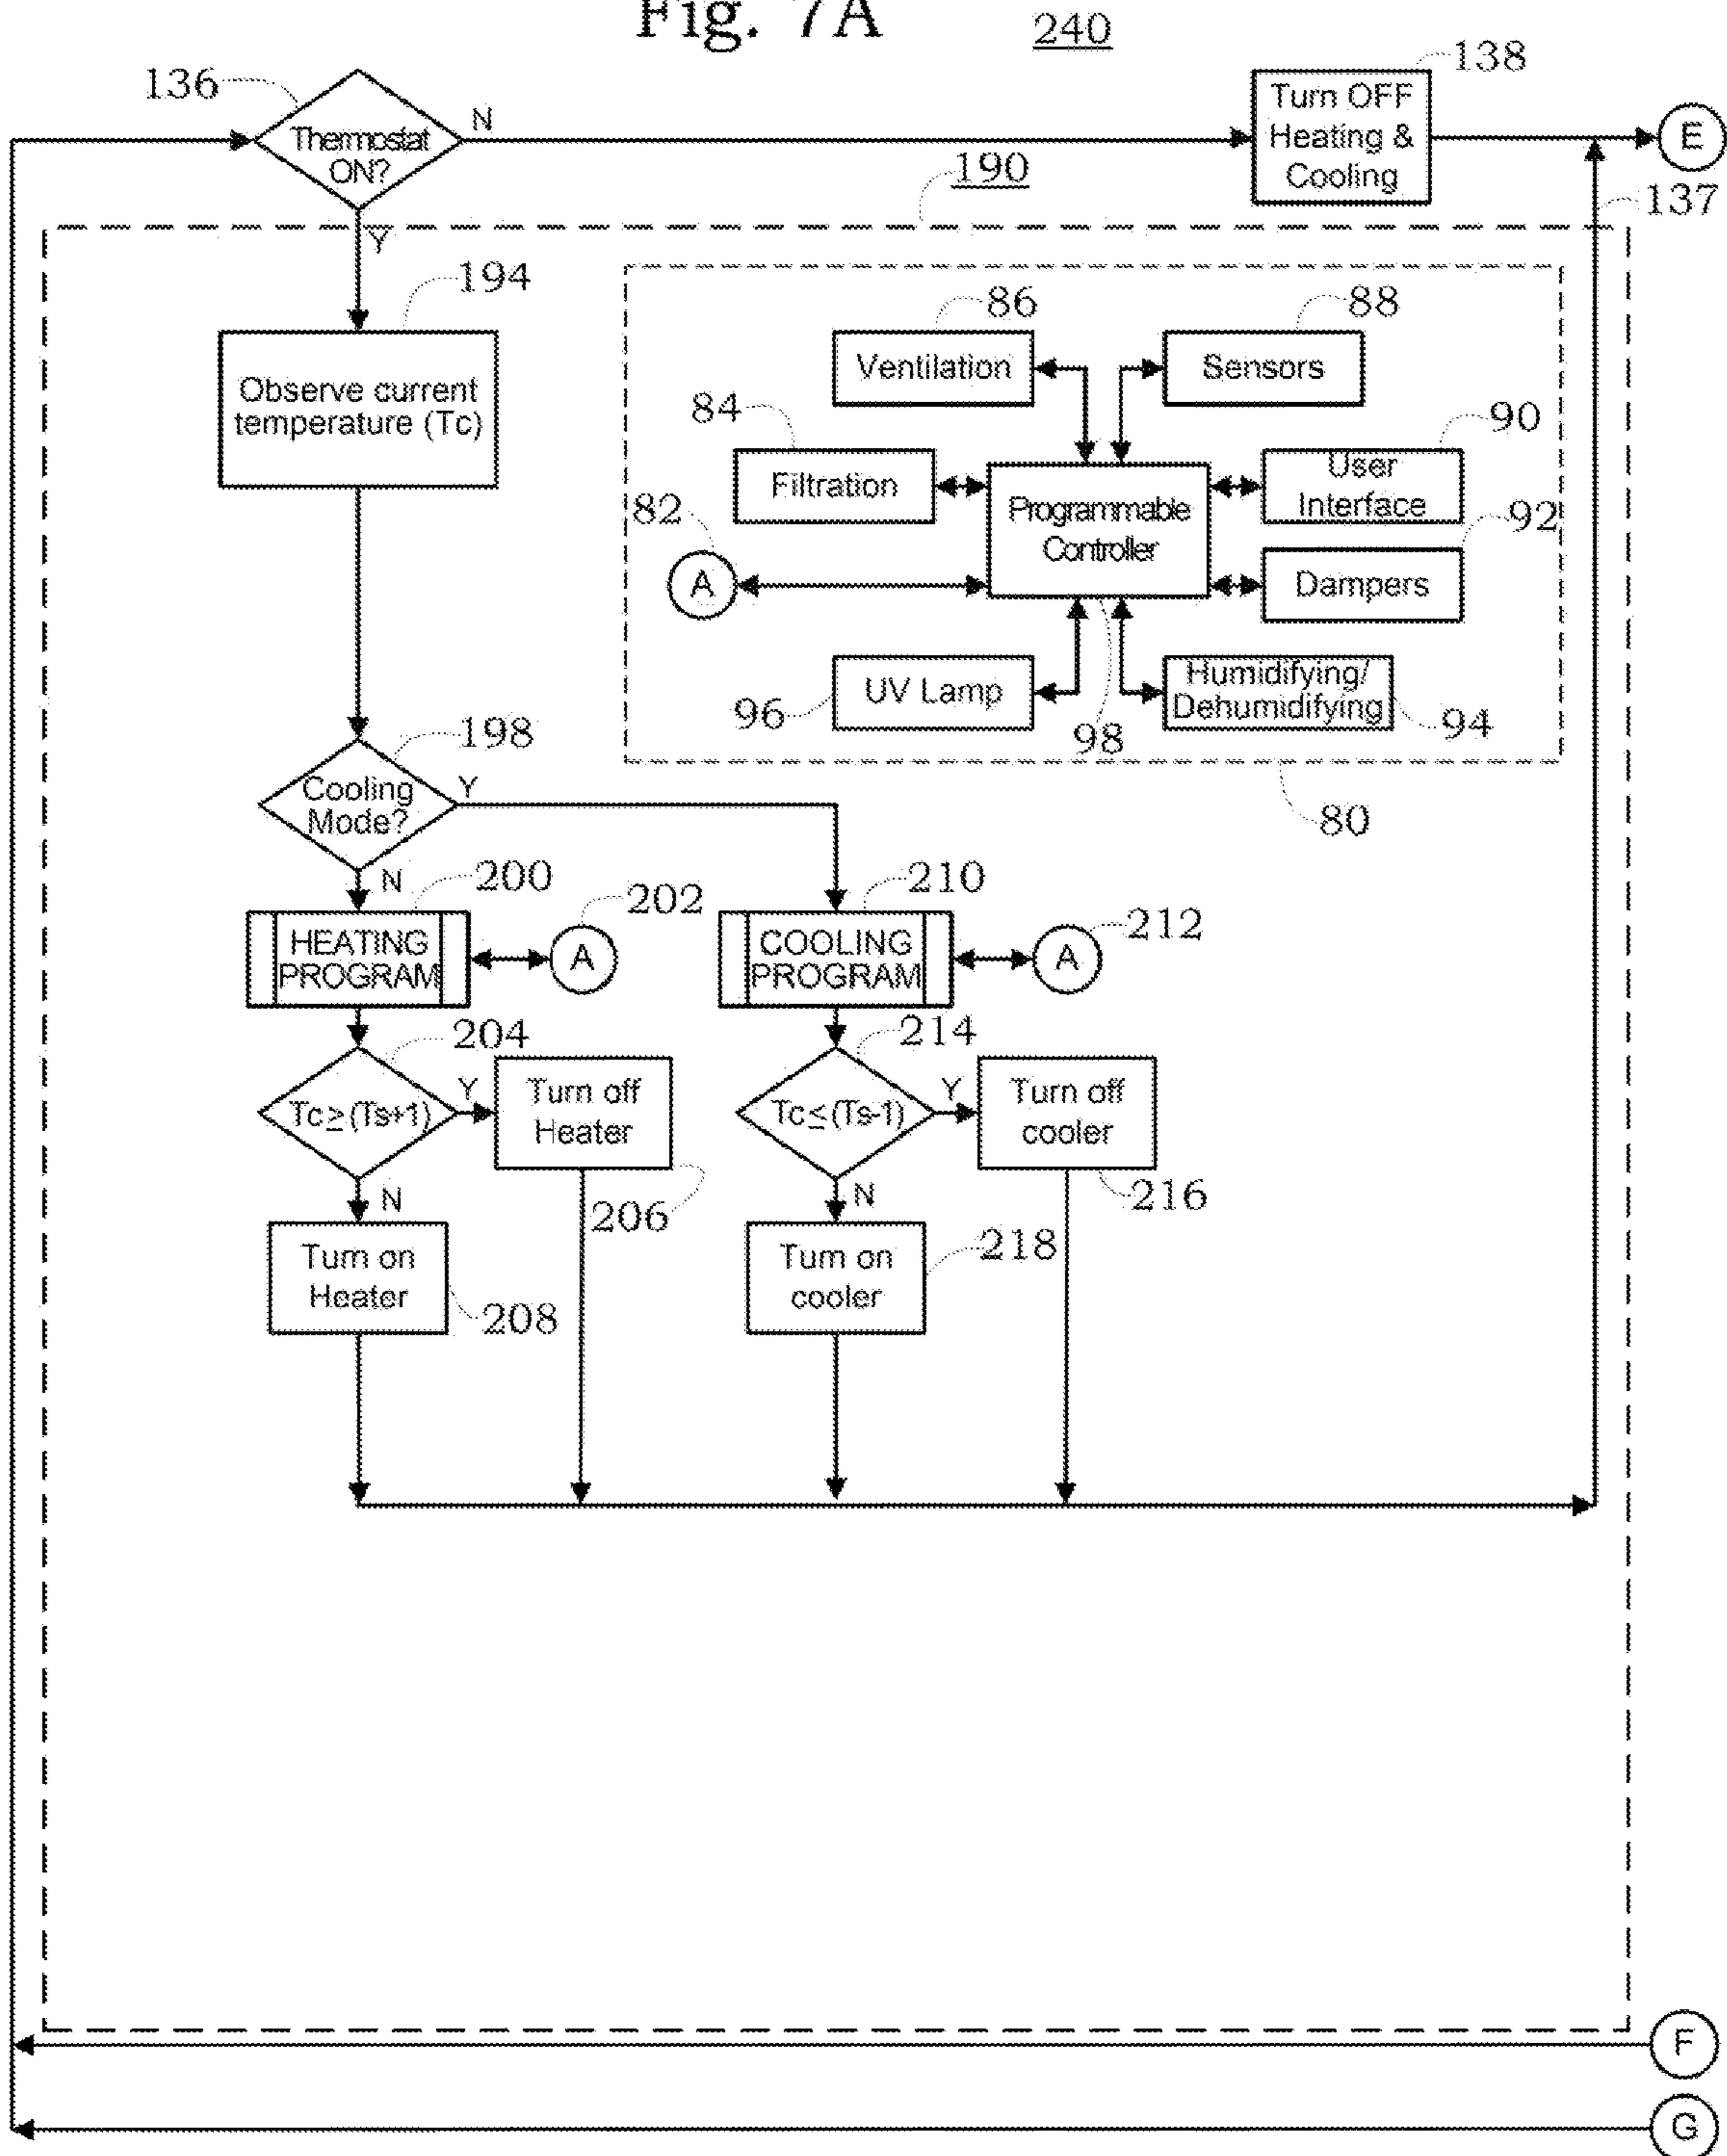 Fig. 7A
240
136
Thermostat
ON?
N
Y
138
Turn OFF
Heating &
Cooling
E
137
190
194
Observe current
temperature (Tc)
86
Ventilation
88
Sensors
84
Filtration
90
User
Interface
82
A
Programmable
Controller
92
Dampers
96
UV Lamp
98
Humidifying/
Dehumidifying
94
80
198
Cooling
Mode?
Y
N
200
HEATING
PROGRAM
202
A
210
COOLING
PROGRAM
212
A
204
Tc≥(Ts+1)
Y
N
Turn off
Heater
206
214
Tc≤(Ts-1)
Y
N
Turn off
cooler
216
Turn on
Heater
208
Turn on
cooler
218
F
G